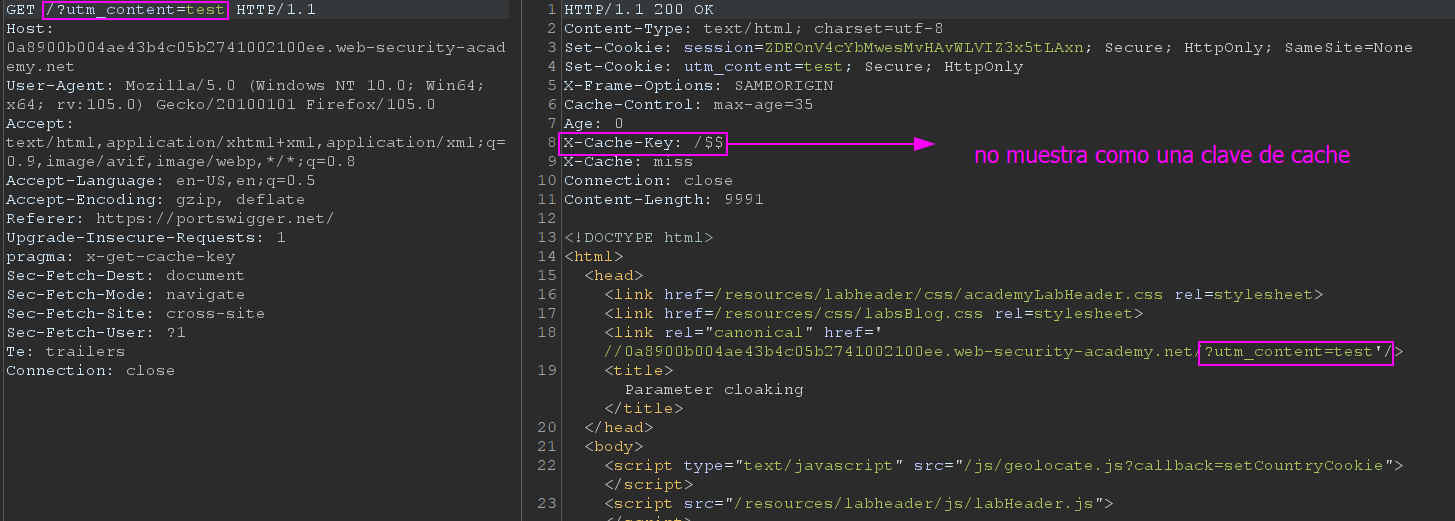 GET /?utm_content=test HTTP/1.1
Host:
0a8900b004ae43b4c05b2741002100ee.web-security-acad
emy.net
User-Agent: Mozilla/5.0 (Windows NT 10.0; Win64;
x64; rv:105.0) Gecko/20100101 Firefox/105.0
Accept:
text/html,application/xhtml+xml,application/xml;q=
0.9,image/avif,image/webp,*/*;q=0.8
Accept-Language: en-US,en;q=0.5
Accept-Encoding: gzip, deflate
Referer: https://portswigger.net/
Upgrade-Insecure-Requests: 1
pragma: x-get-cache-key
Sec-Fetch-Dest: document
Sec-Fetch-Mode: navigate
Sec-Fetch-Site: cross-site
Sec-Fetch-User: ?1
Te: trailers
Connection: close
1 HTTP/1.1 200 OK
2 Content-Type: text/html; charset=utf-8
3 Set-Cookie: session=ZDEOnV4cYbMwesMvHAvWLVIZ3x5tLAxn; Secure; HttpOnly; SameSite=None
4 Set-Cookie: utm_content=test; Secure; HttpOnly
5 X-Frame-Options: SAMEORIGIN
6 Cache-Control: max-age=35
7 Age: 0
8 X-Cache-Key: /$$
no muestra como una clave de cache
9 X-Cache: miss
10 Connection: close
11 Content-Length: 9991
12
13 <!DOCTYPE html>
14 <html>
15 <head>
16 <link href=/resources/labheader/css/academyLabHeader.css rel=stylesheet>
17 <link href=/resources/css/labsBlog.css rel=stylesheet>
18 <link rel="canonical" href='
//0a8900b004ae43b4c05b2741002100ee.web-security-academy.net/?utm_content=test'/>
19 <title>
Parameter cloaking
</title>
20 </head>
21 <body>
22 <script type="text/javascript" src="/js/geolocate.js?callback=setCountryCookie">
</script>
23 <script src="/resources/labheader/js/labHeader.js">
</script>